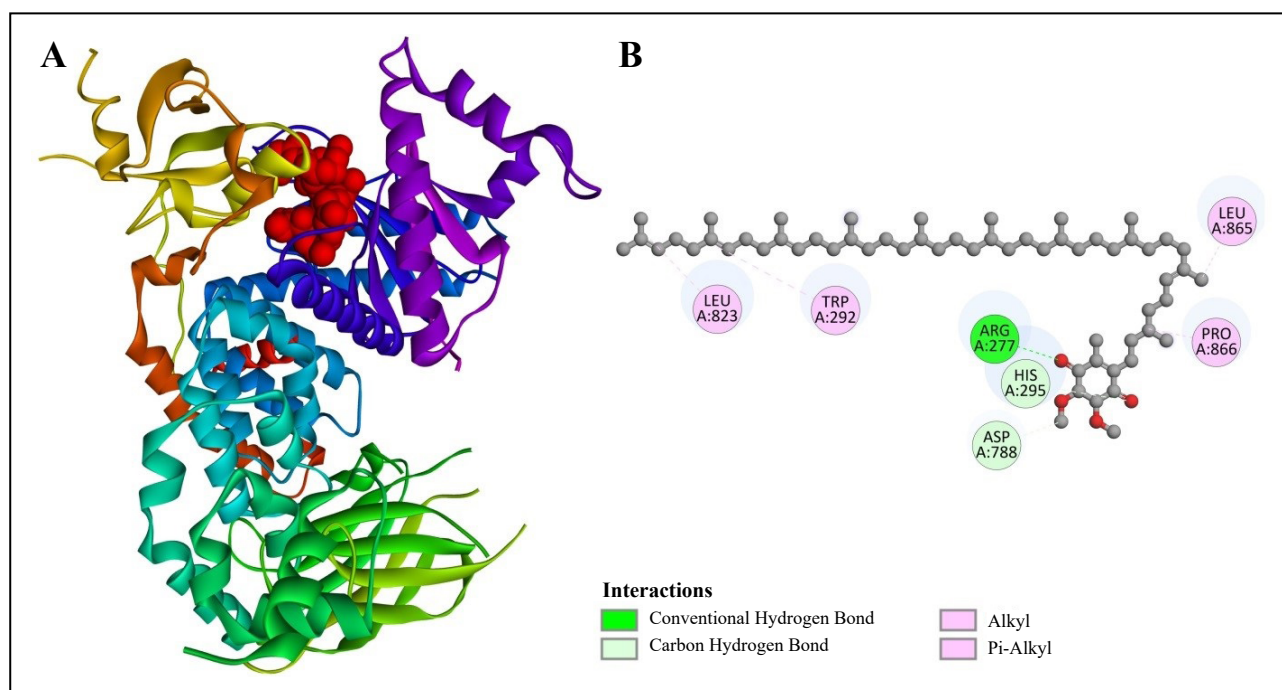 A
B
LEU
A:865
LEU
A:823
TRP
A:292
ARG
A:277
PRO
A:866
HIS
A:295
ASP
A:788
Interactions
Conventional Hydrogen Bond
Carbon Hydrogen Bond
Alkyl
Pi-Alkyl